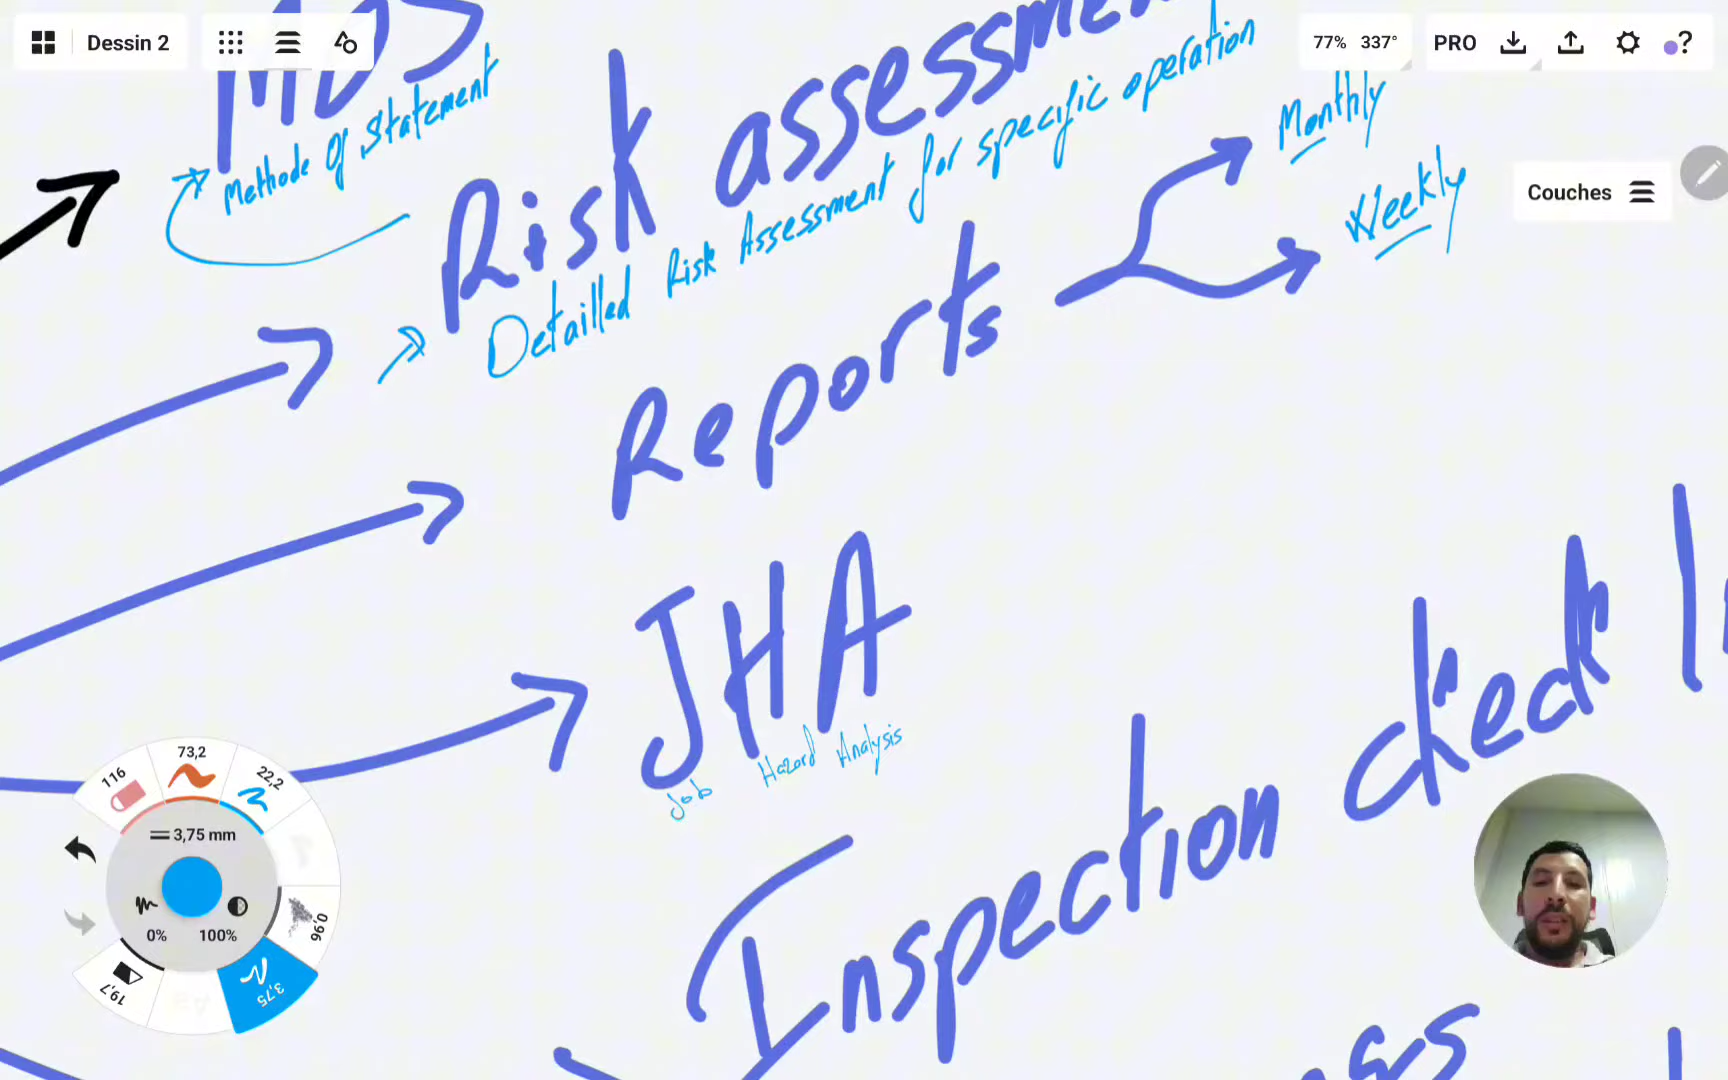 Dessin 2
77% 337° PRO ?
Couches
MOS
Methode of Statement
Risk assessment
Detailled Risk Assessment for specific operation
Reports
Monthly
Weekly
JHA
Job Hazard Analysis
Inspection check
116
73,2
22,2
3,75 mm
0% 100%
0,96
3,75
19,7